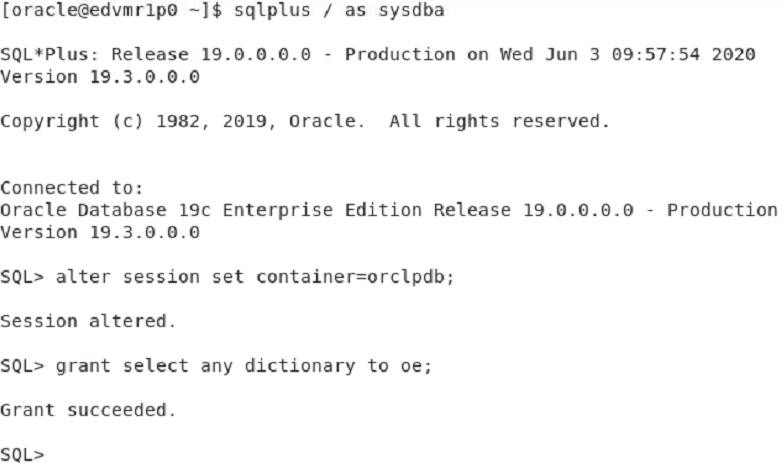 [oracle@edvmr1p0 ~]$ sqlplus / as sysdba
SQL*Plus: Release 19.0.0.0.0 - Production on Wed Jun 3 09:57:54 2020
Version 19.3.0.0.0
Copyright (c) 1982, 2019, Oracle.  All rights reserved.
Connected to:
Oracle Database 19c Enterprise Edition Release 19.0.0.0.0 - Production
Version 19.3.0.0.0
SQL> alter session set container=orclpdb;
Session altered.
SQL> grant select any dictionary to oe;
Grant succeeded.
SQL>